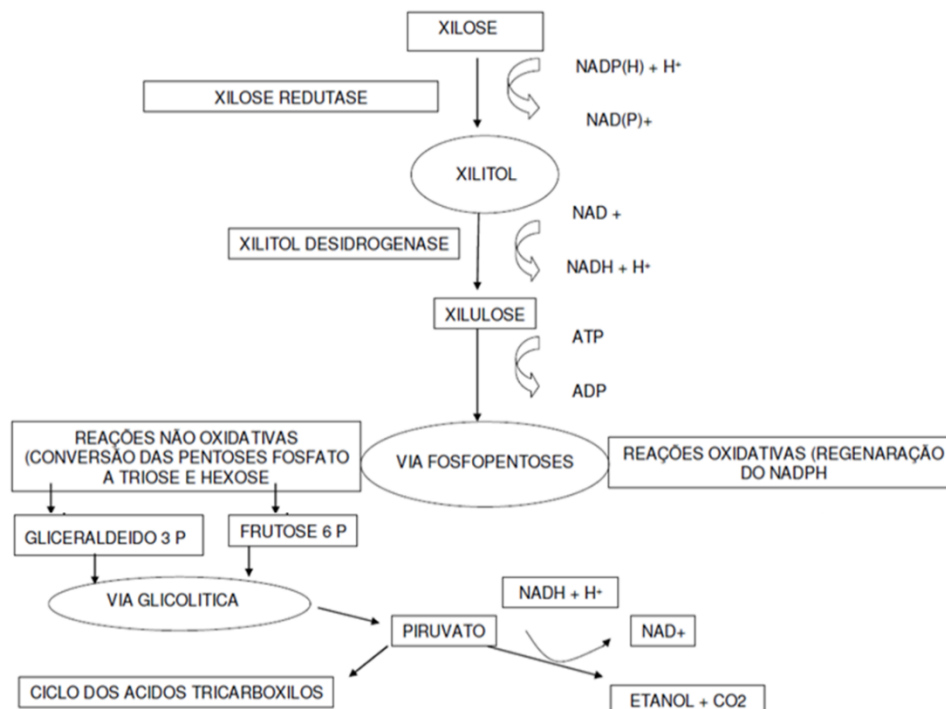 XILOSE
NADP(H) + H+
XILOSE REDUTASE
NAD(P)+
XILITOL
NAD +
XILITOL DESIDROGENASE
NADH + H+
XILULOSE
ATP
ADP
REAÇÕES NÃO OXIDATIVAS
(CONVERSÃO DAS PENTOSES FOSFATO
A TRIOSE E HEXOSE
VIA FOSFOPENTOSES
REAÇÕES OXIDATIVAS (REGENARAÇÃO
DO NADPH
GLICERALDEIDO 3 P
FRUTOSE 6 P
VIA GLICOLITICA
NADH + H+
PIRUVATO
NAD+
CICLO DOS ACIDOS TRICARBOXILOS
ETANOL + CO2